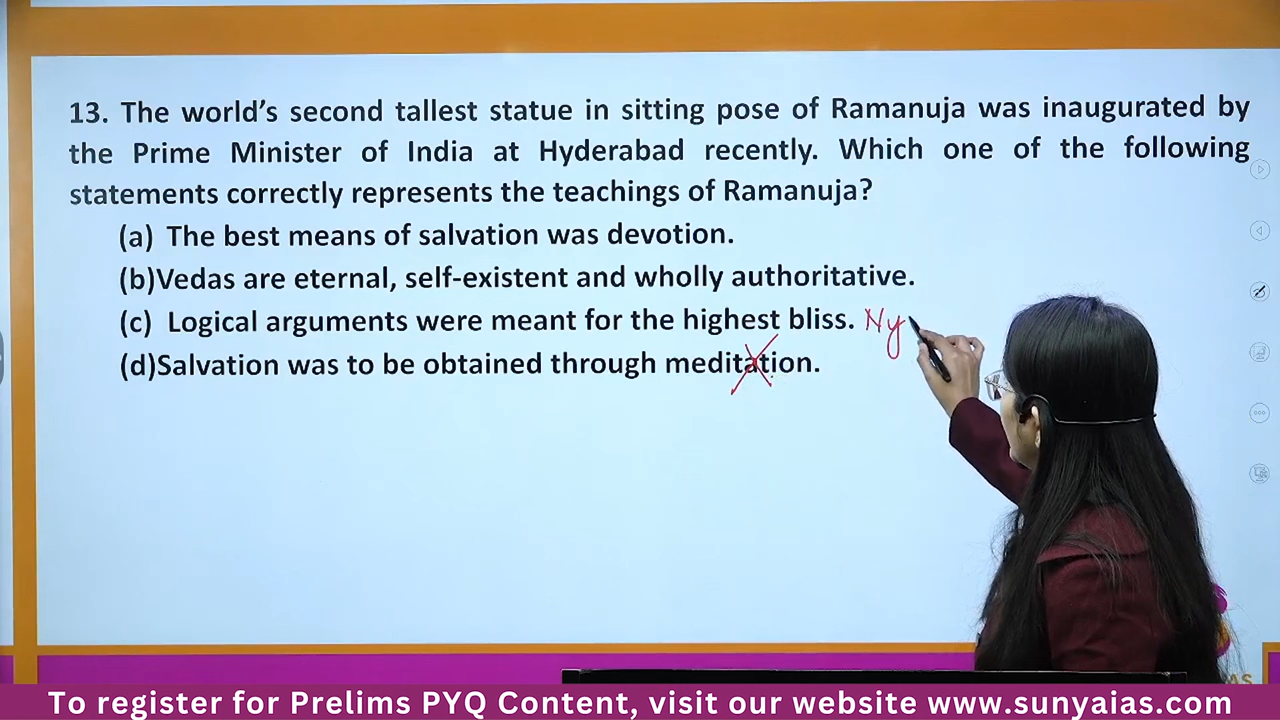 13. The world's second tallest statue in sitting pose of Ramanuja was inaugurated by
the Prime Minister of India at Hyderabad recently. Which one of the following
statements correctly represents the teachings of Ramanuja?
(a) The best means of salvation was devotion.
(b)Vedas are eternal, self-existent and wholly authoritative.
(c) Logical arguments were meant for the highest bliss. Ny
(d)Salvation was to be obtained through meditation.
To register for Prelims PYQ Content, visit our website www.sunyaias.com